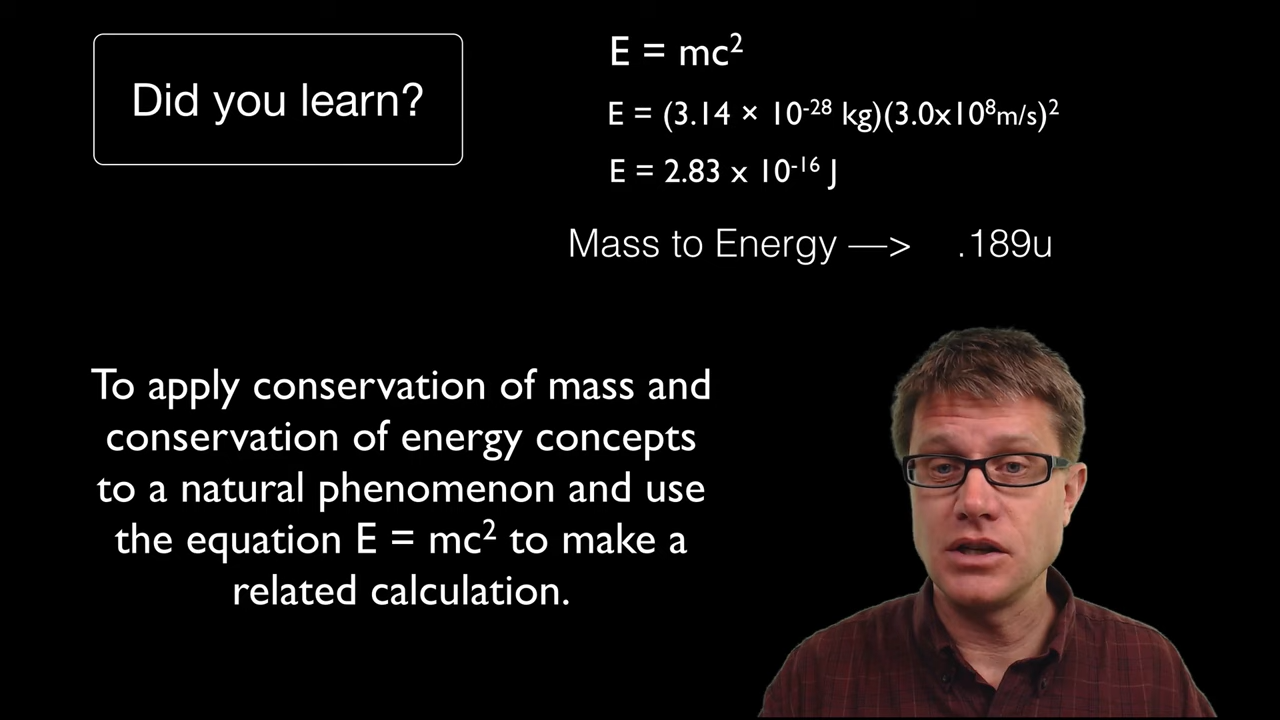 Did you learn?
E = mc²
E = (3.14 × 10⁻²⁸ kg)(3.0x10⁸m/s)²
E = 2.83 x 10⁻¹⁶ J
Mass to Energy —> .189u
To apply conservation of mass and
conservation of energy concepts
to a natural phenomenon and use
the equation E = mc² to make a
related calculation.